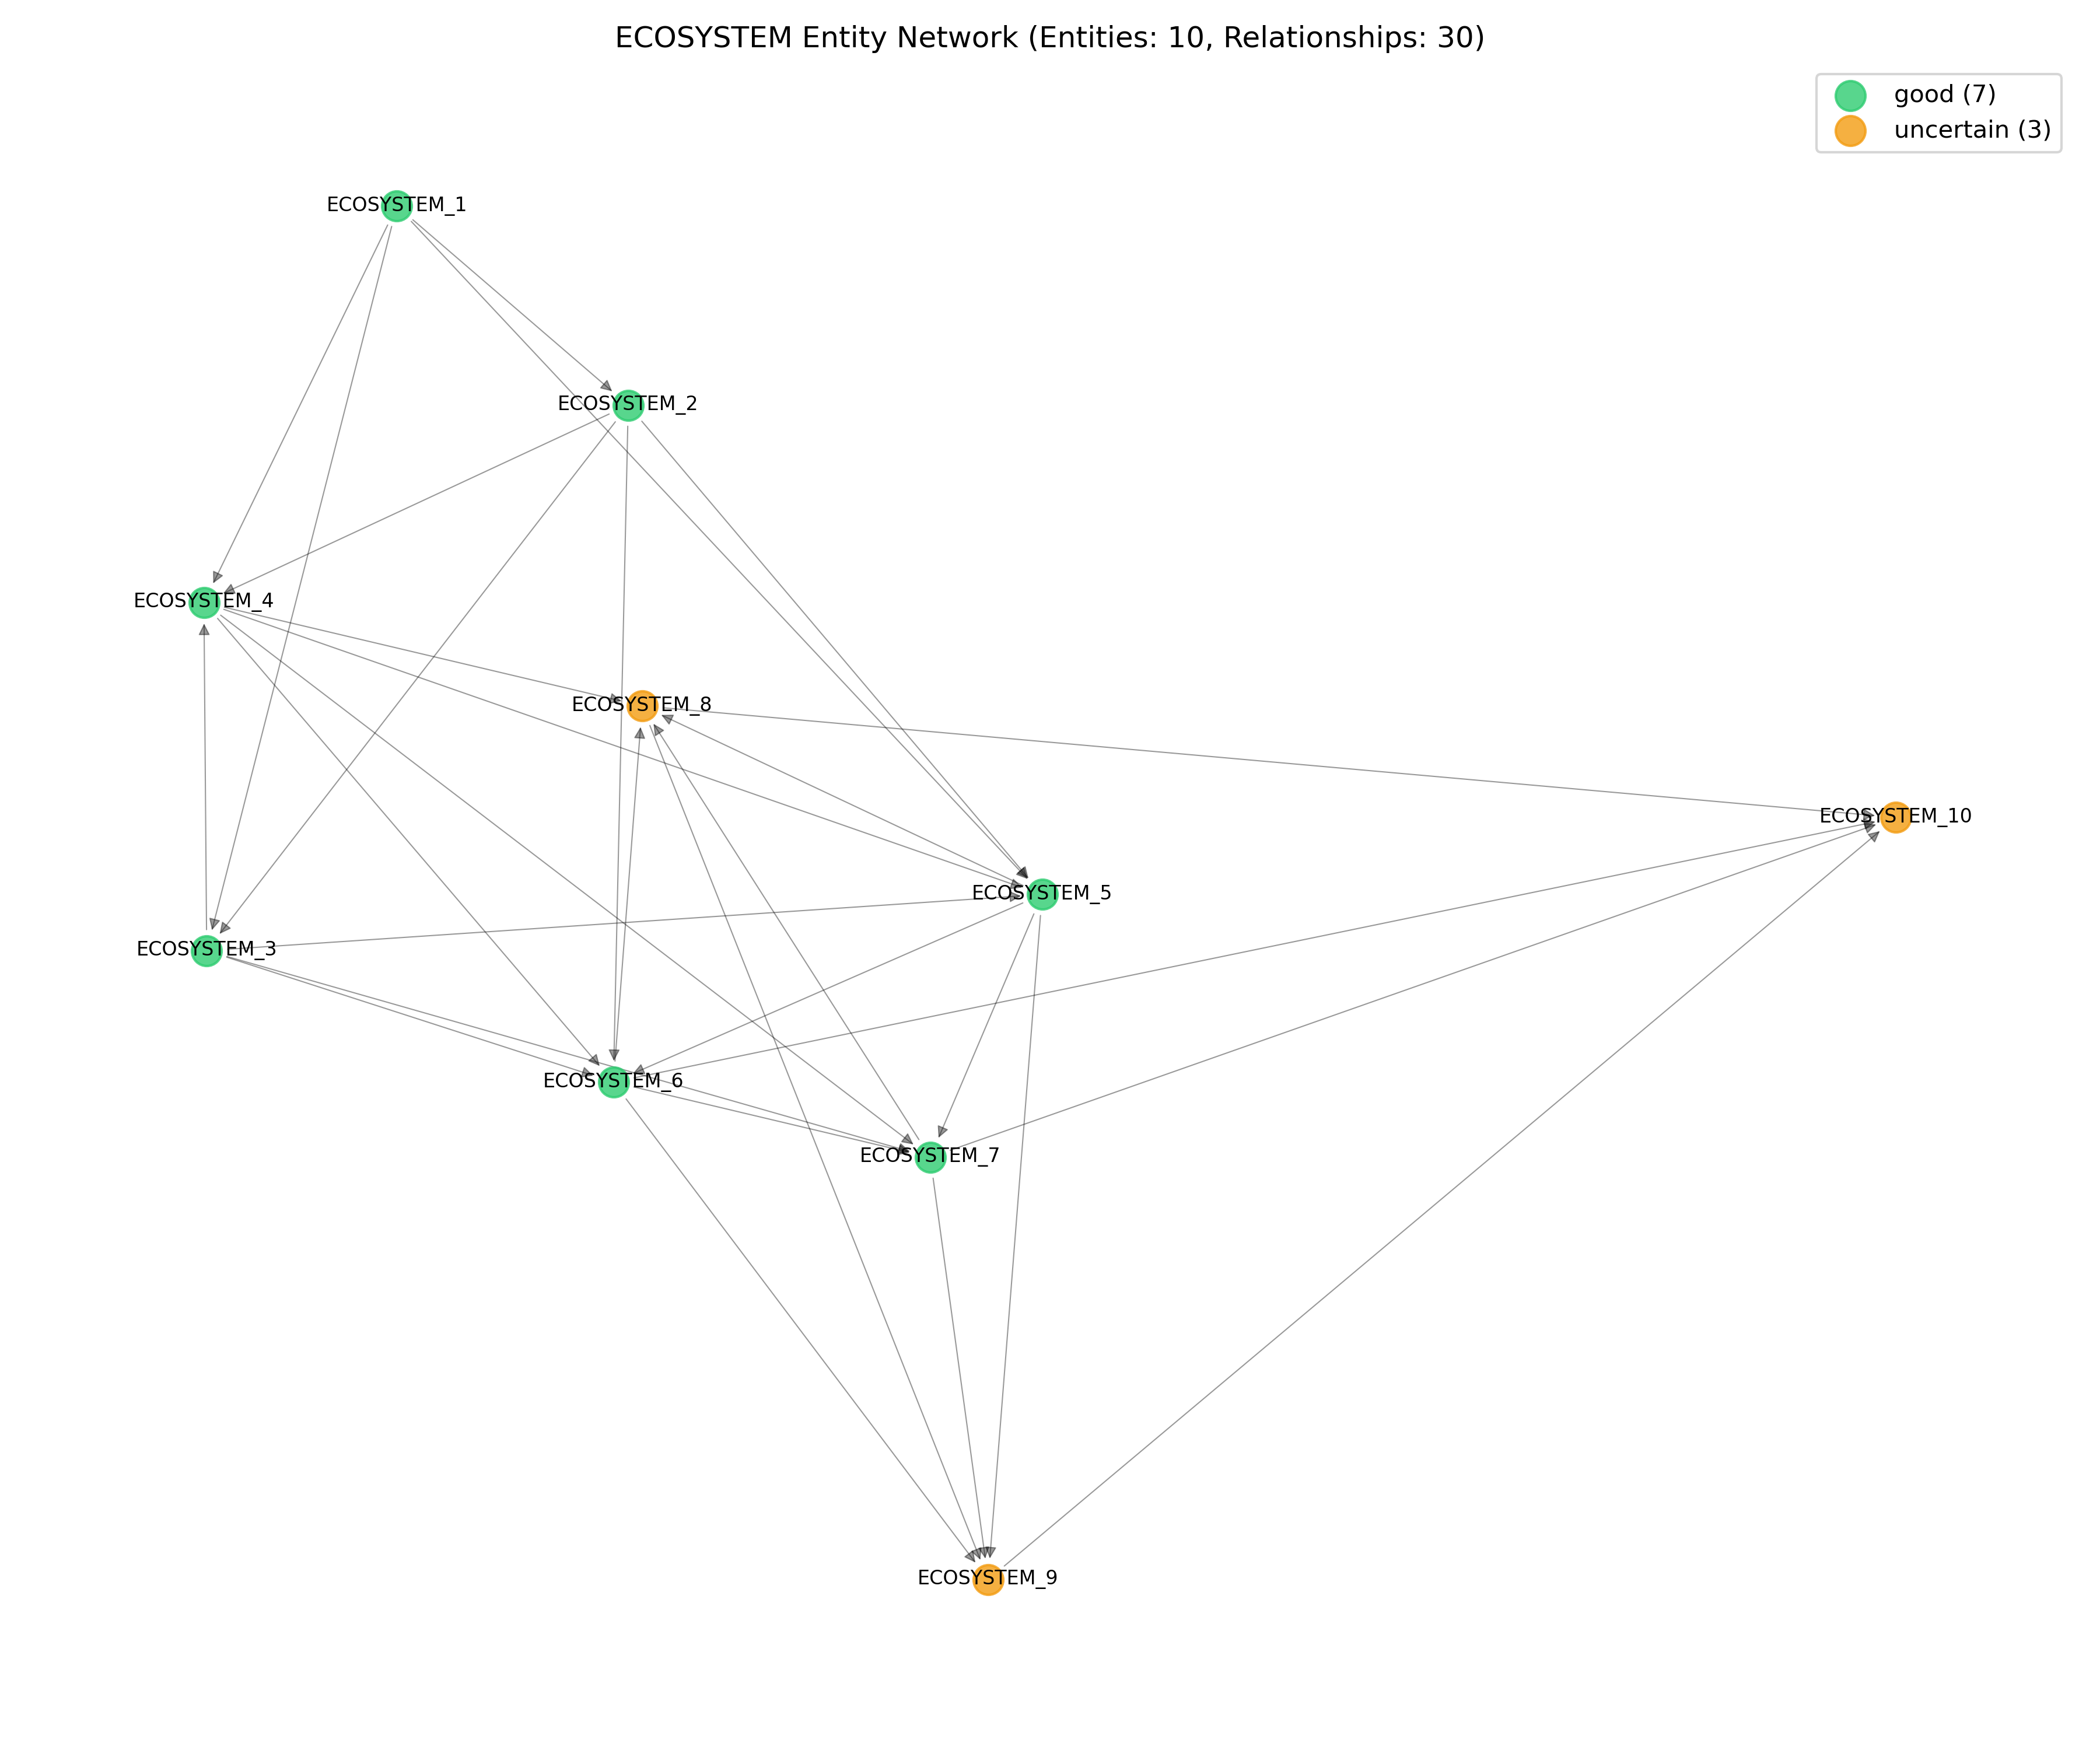 ECOSYSTEM Entity Network (Entities: 10, Relationships: 30)
good (7)
uncertain (3)
ECOSYSTEM_1
ECOSYSTEM_2
ECOSYSTEM_4
ECOSYSTEM_8
ECOSYSTEM_10
ECOSYSTEM_5
ECOSYSTEM_3
ECOSYSTEM_6
ECOSYSTEM_7
ECOSYSTEM_9